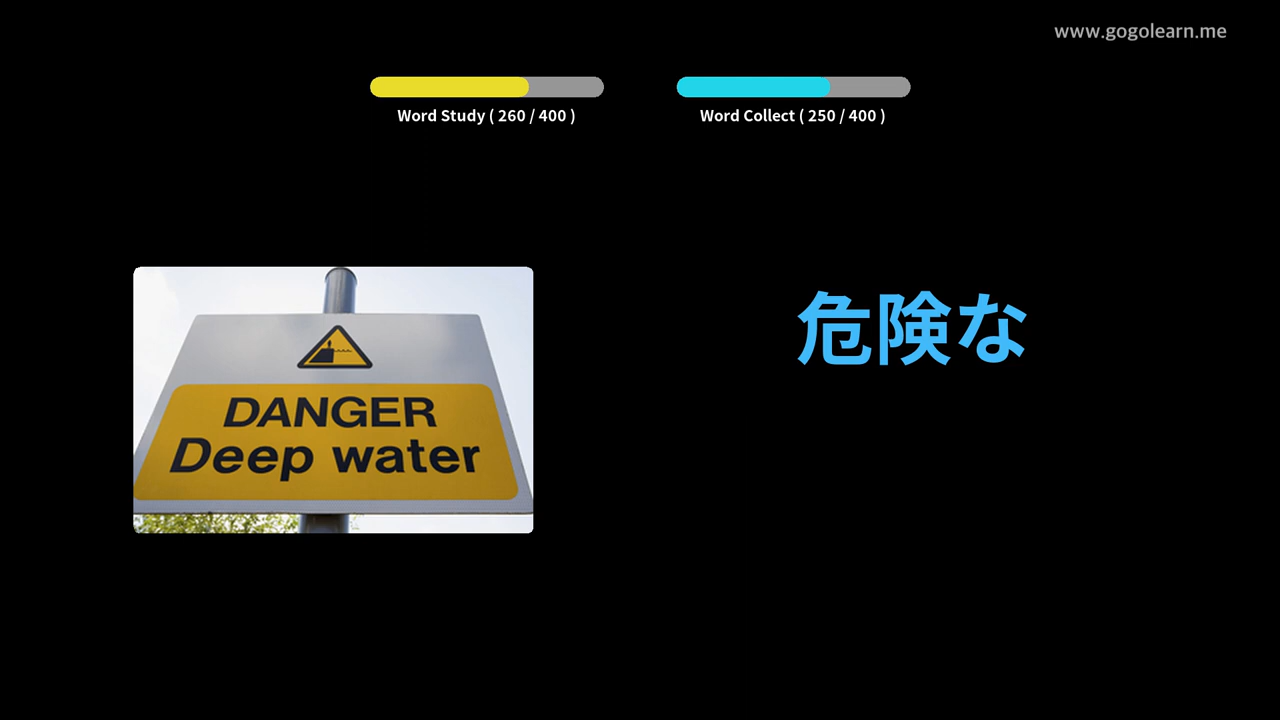 www.gogolearn.me
Word Study ( 260 / 400 )
Word Collect ( 250 / 400 )
危険な
DANGER
Deep water